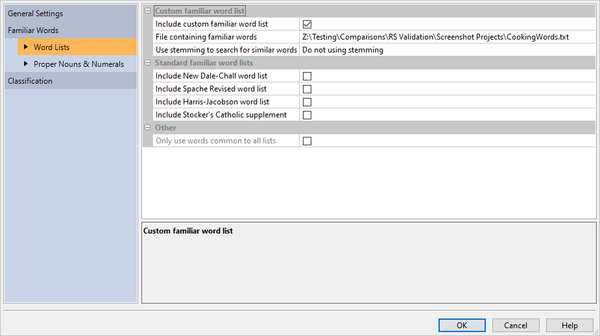 General Settings
Familiar Words
Word Lists
Proper Nouns & Numerals
Classification
Custom familiar word list
Include custom familiar word list
File containing familiar words Z:\Testing\Comparisons\RS Validation\Screenshot Projects\CookingWords.txt
Use stemming to search for similar words Do not using stemming
Standard familiar word lists
Include New Dale-Chall word list
Include Spache Revised word list
Include Harris-Jacobson word list
Include Stocker's Catholic supplement
Other
Only use words common to all lists
Custom familiar word list
OK Cancel Help